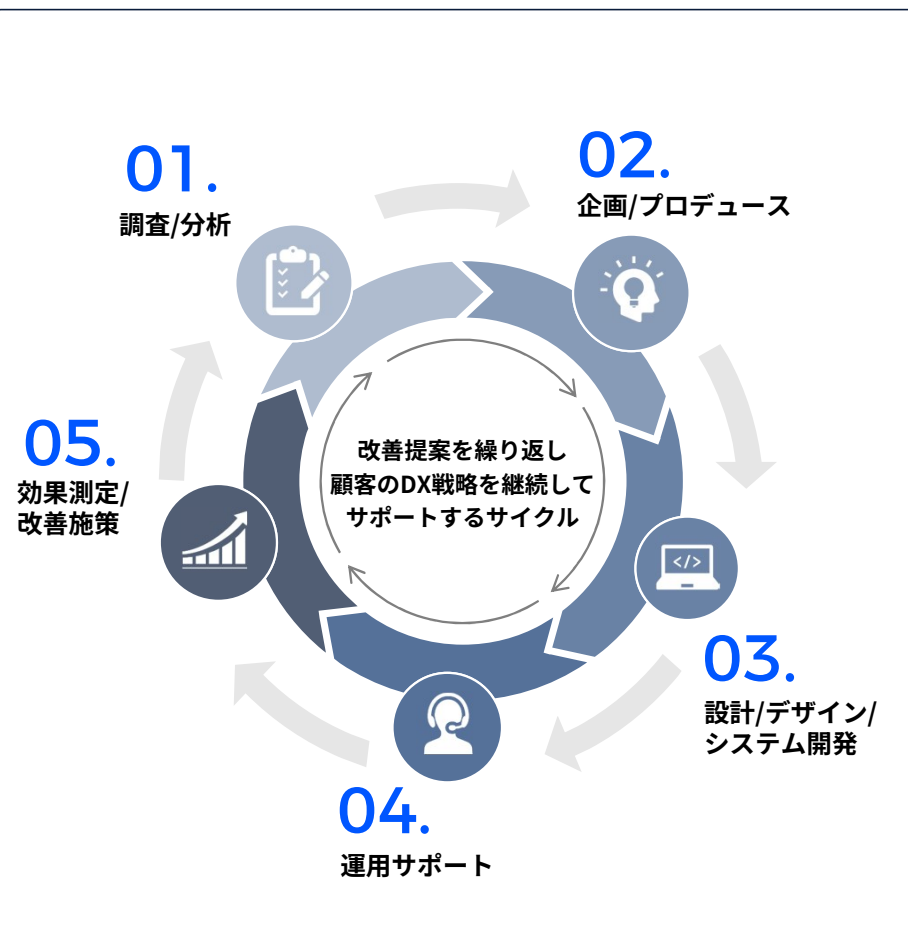 01.
調査/分析
02.
企画/プロデュース
03.
設計/デザイン/
システム開発
04.
運用サポート
05.
効果測定/
改善施策
改善提案を繰り返し
顧客のDX戦略を継続して
サポートするサイクル
</>